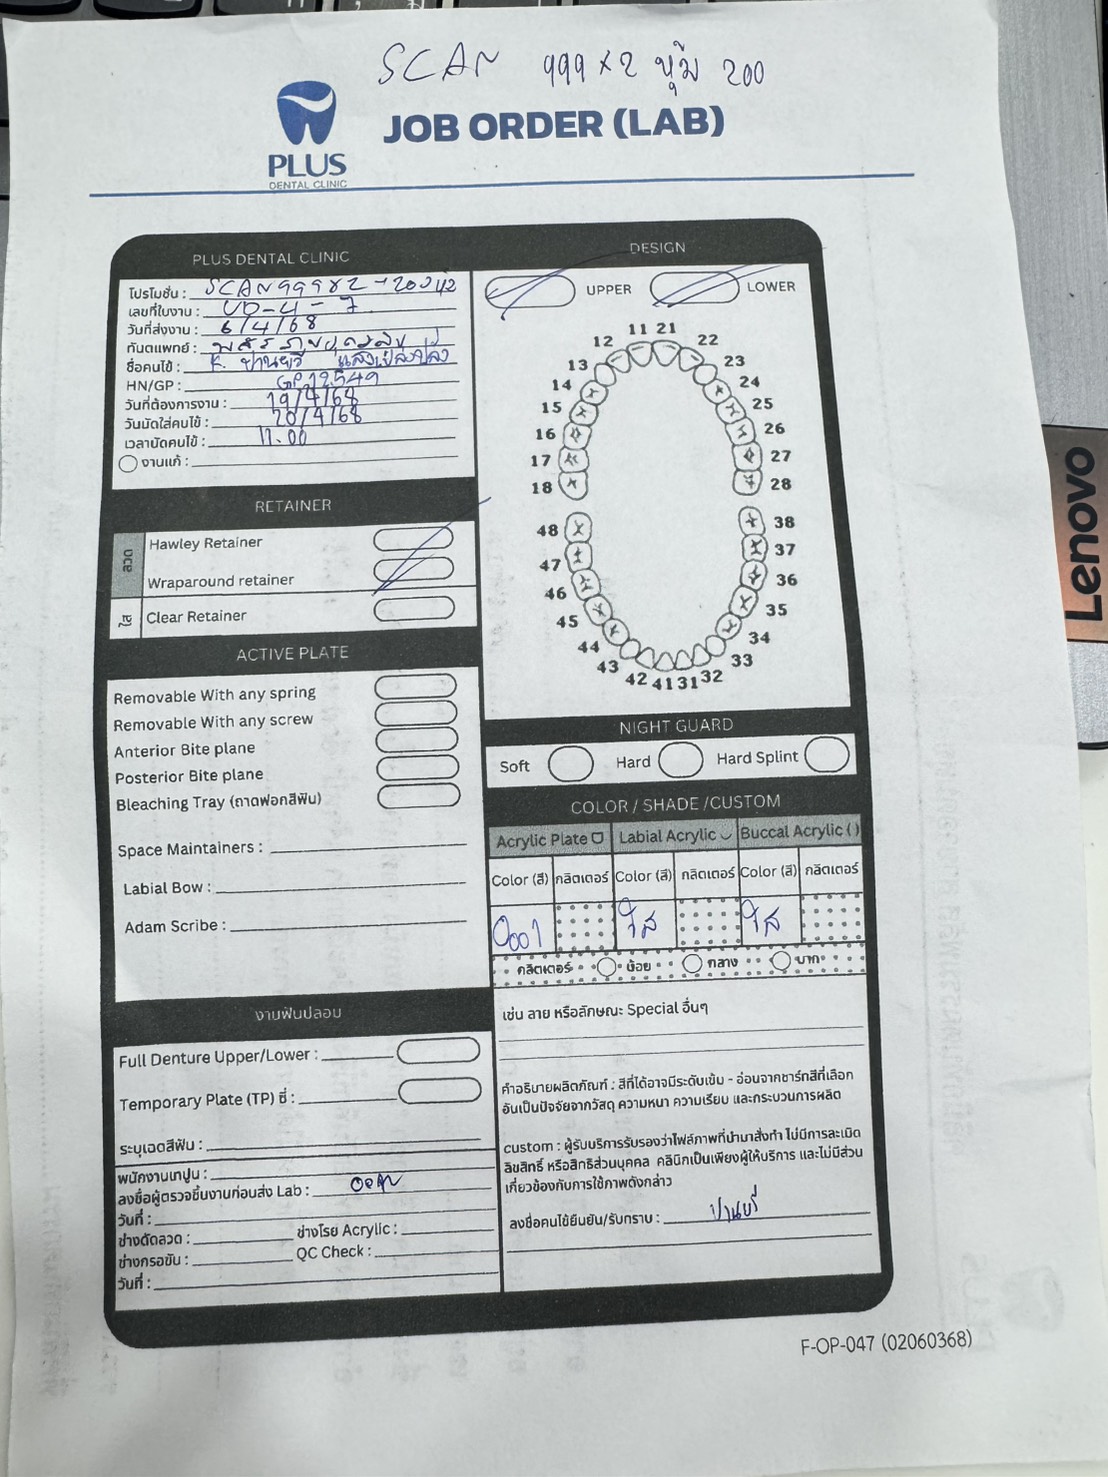 SCAN 999 x 2 หุ้ม 200
JOB ORDER (LAB)
PLUS
DENTAL CLINIC
PLUS DENTAL CLINIC
โปรโมชั่น : SCAN 999x2
เลขที่ใบงาน : UD-4-7
วันที่ส่งงาน : 6/4/68
ทันตแพทย์ :
ชื่อคนไข้ : K. ปานยวี
HN/GP : GP12549
วันที่ต้องการงาน : 19/4/68
วันนัดใส่คนไข้ : 20/4/68
เวลานัดคนไข้ : 17.00
งานแก้ :
DESIGN
UPPER
LOWER
11 21
12 22
13 23
14 24
15 25
16 26
17 27
18 28
48 38
47 37
46 36
45 35
44 34
43 33
42 41 31 32
RETAINER
ลวด
Hawley Retainer
Wraparound retainer
ใส
Clear Retainer
ACTIVE PLATE
Removable With any spring
Removable With any screw
Anterior Bite plane
Posterior Bite plane
Bleaching Tray (ถาดฟอกสีฟัน)
Space Maintainers :
Labial Bow :
Adam Scribe :
NIGHT GUARD
Soft Hard Hard Splint
COLOR / SHADE /CUSTOM
Acrylic Plate Labial Acrylic Buccal Acrylic ( )
Color (สี) กลิตเตอร์ Color (สี) กลิตเตอร์ Color (สี) กลิตเตอร์
0001 ใส ใส
กลิตเตอร์ น้อย กลาง มาก
เช่น ลาย หรือลักษณะ Special อื่นๆ
คำอธิบายผลิตภัณฑ์ : สีที่ได้อาจมีระดับเข้ม - อ่อนจากชาร์ทสีที่เลือก
อันเป็นปัจจัยจากวัสดุ ความหนา ความเรียบ และกระบวนการผลิต
custom : ผู้รับบริการรับรองว่าไฟล์ภาพที่นำมาสั่งทำ ไม่มีการละเมิด
ลิขสิทธิ์ หรือสิทธิส่วนบุคคล คลินิกเป็นเพียงผู้ให้บริการ และไม่มีส่วน
เกี่ยวข้องกับการใช้ภาพดังกล่าว
ลงชื่อคนไข้ยืนยัน/รับทราบ : ปานยวี
งานฟันปลอม
Full Denture Upper/Lower :
Temporary Plate (TP) ซี่ :
ระบุเฉดสีฟัน :
พนักงานเทปูน :
ลงชื่อผู้ตรวจชิ้นงานก่อนส่ง Lab :
วันที่ :
ช่างดัดลวด : ช่างโรย Acrylic :
ช่างกรอขัน : QC Check :
วันที่ :
F-OP-047 (02060368)
Lenovo